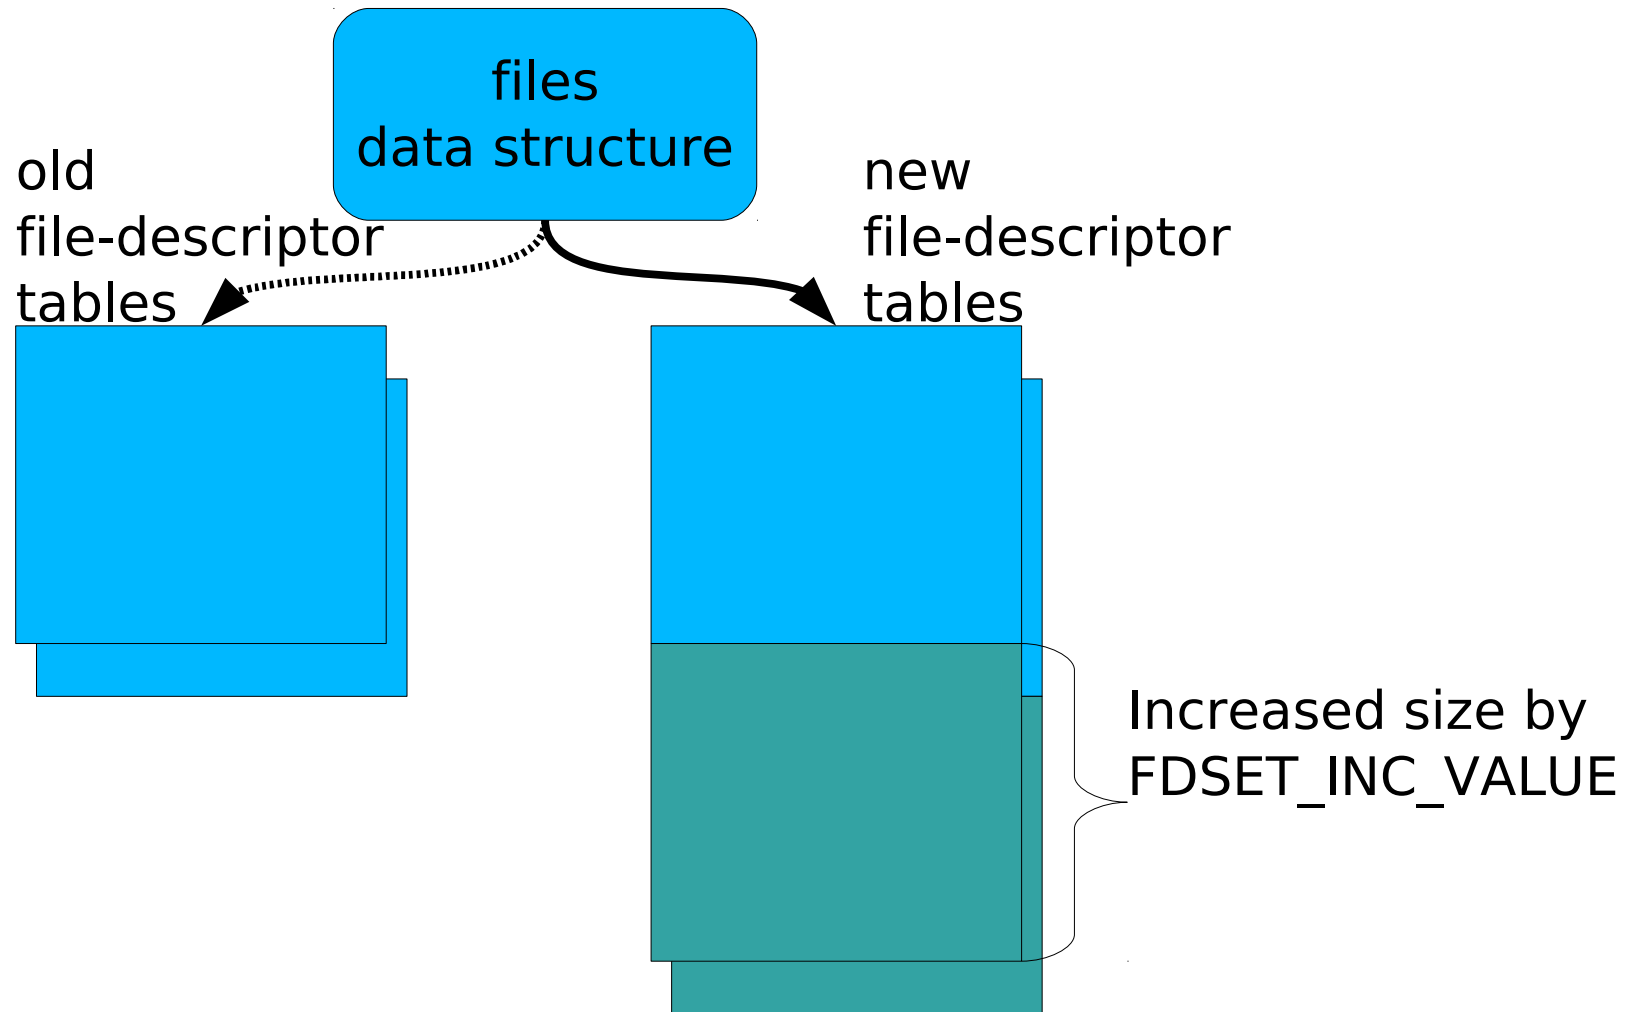 files
data structure
old
file-descriptor
tables
new
file-descriptor
tables
Increased size by
FDSET_INC_VALUE